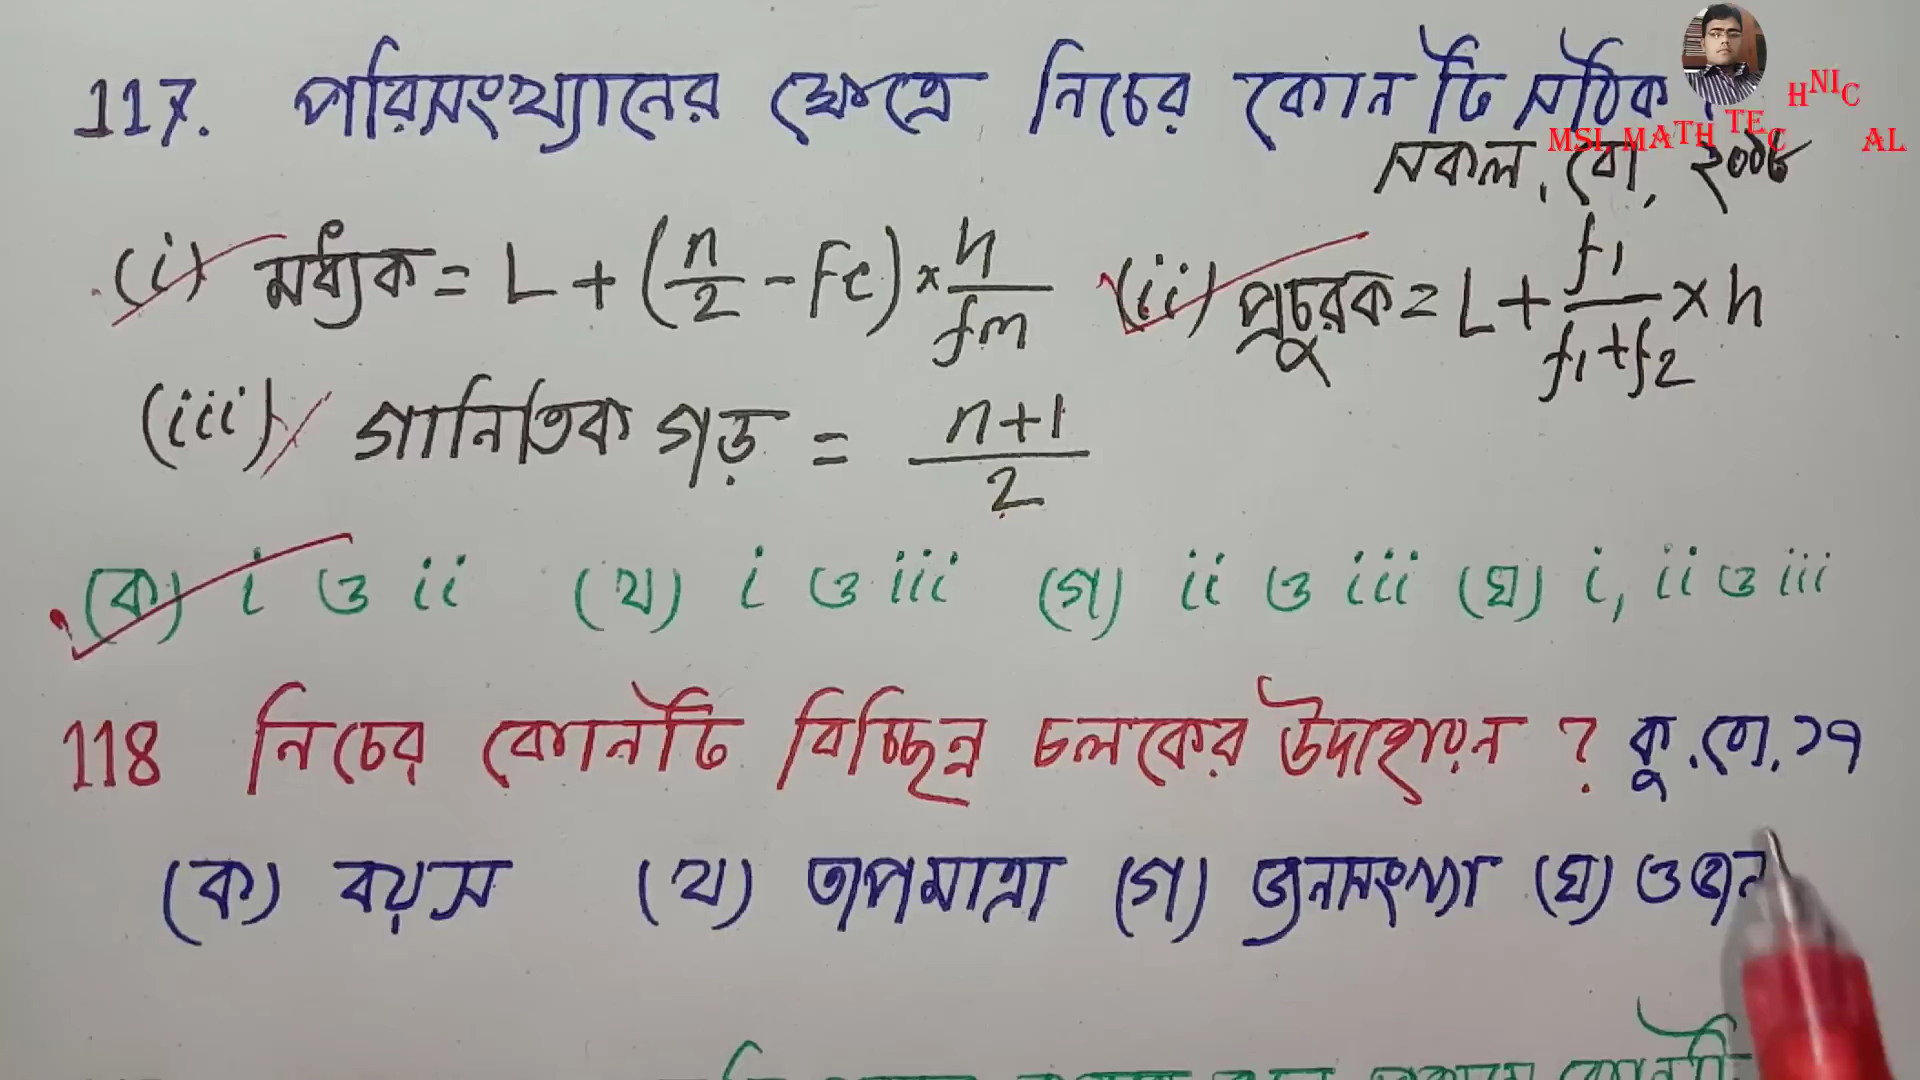 117. পরিসংখ্যানের ক্ষেত্রে নিচের কোনটি সঠিক
MSI MATH TECHNICAL
সকল. বো. ২০১৮
(i) মধ্যক = L + (n/2 - Fc) × h/fm (ii) প্রচুরক = L + f1/(f1+f2) × h
(iii) গানিতিক গড় = (n+1)/2
(ক) i ও ii (খ) i ও iii (গ) ii ও iii (ঘ) i, ii ও iii
118 নিচের কোনটি বিচ্ছিন্ন চলকের উদাহারন ? কু.বো. ১৭
(ক) বয়স (খ) তাপমাত্রা (গ) জনসংখ্যা (ঘ) ওজন